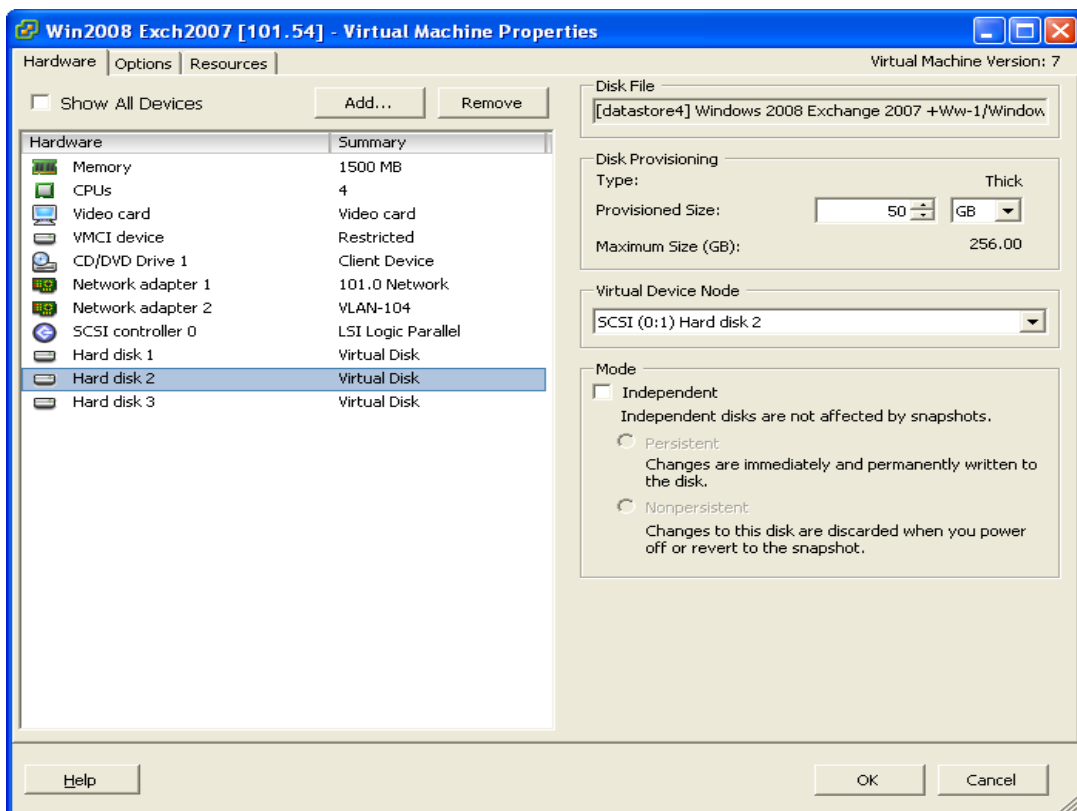 Win2008 Exch2007 [101.54] - Virtual Machine Properties
Hardware Options Resources Virtual Machine Version: 7
Show All Devices Add... Remove
Hardware Summary
Memory 1500 MB
CPUs 4
Video card Video card
VMCI device Restricted
CD/DVD Drive 1 Client Device
Network adapter 1 101.0 Network
Network adapter 2 VLAN-104
SCSI controller 0 LSI Logic Parallel
Hard disk 1 Virtual Disk
Hard disk 2 Virtual Disk
Hard disk 3 Virtual Disk
Disk File
[datastore4] Windows 2008 Exchange 2007 +Ww-1/Window
Disk Provisioning
Type: Thick
Provisioned Size: 50 GB
Maximum Size (GB): 256.00
Virtual Device Node
SCSI (0:1) Hard disk 2
Mode
Independent
Independent disks are not affected by snapshots.
Persistent
Changes are immediately and permanently written to
the disk.
Nonpersistent
Changes to this disk are discarded when you power
off or revert to the snapshot.
Help OK Cancel